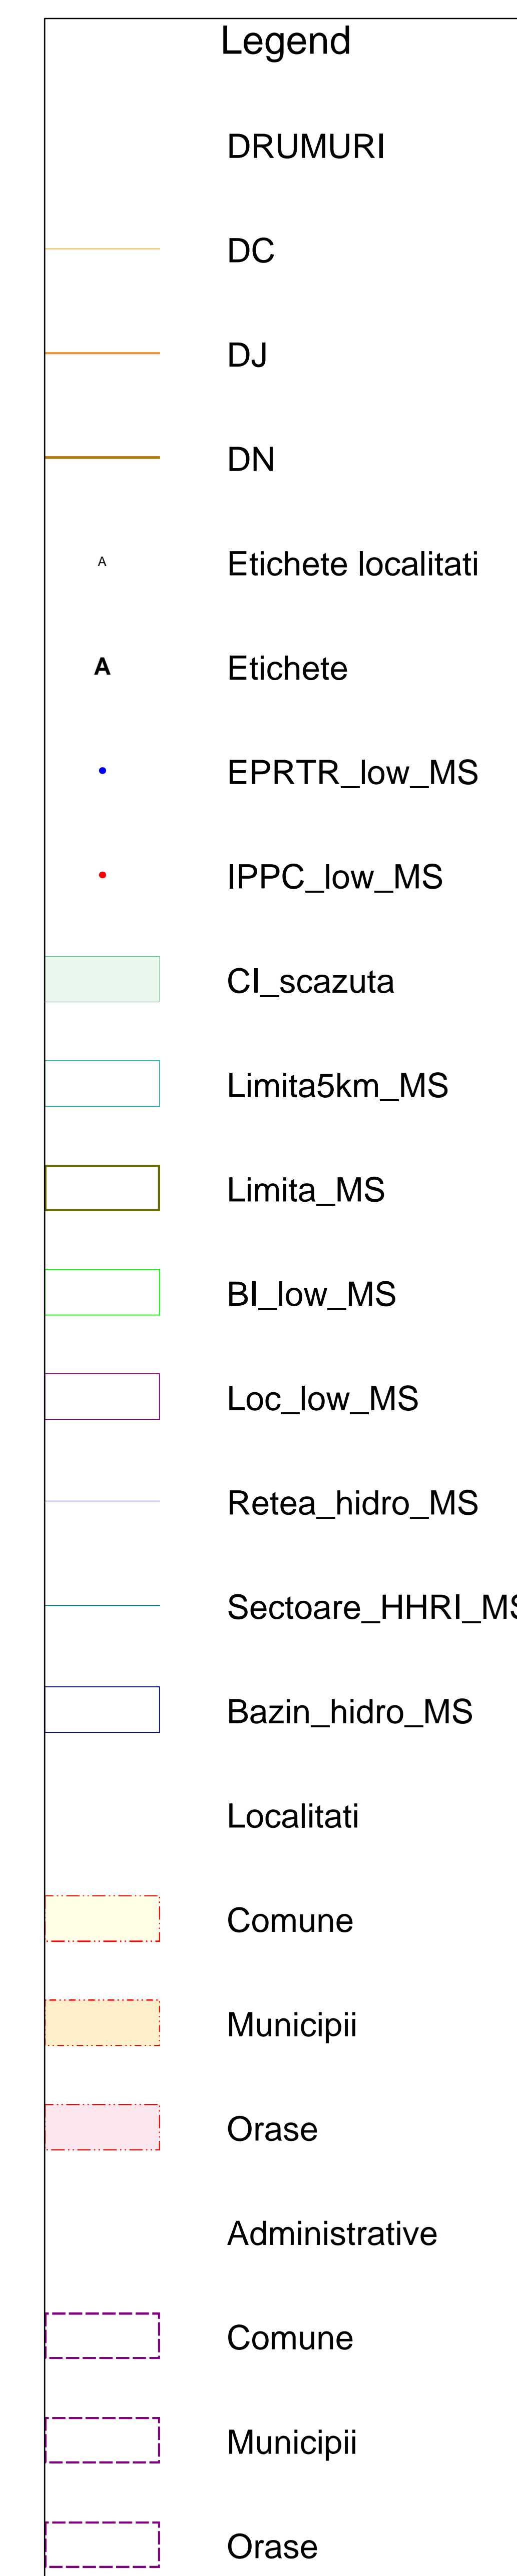 Legend
DRUMURI
DC
DJ
DN
A Etichete localitati
A Etichete
EPRTR_low_MS
IPPC_low_MS
CI_scazuta
Limita5km_MS
Limita_MS
BI_low_MS
Loc_low_MS
Retea_hidro_MS
Sectoare_HHRI_MS
Bazin_hidro_MS
Localitati
Comune
Municipii
Orase
Administrative
Comune
Municipii
Orase